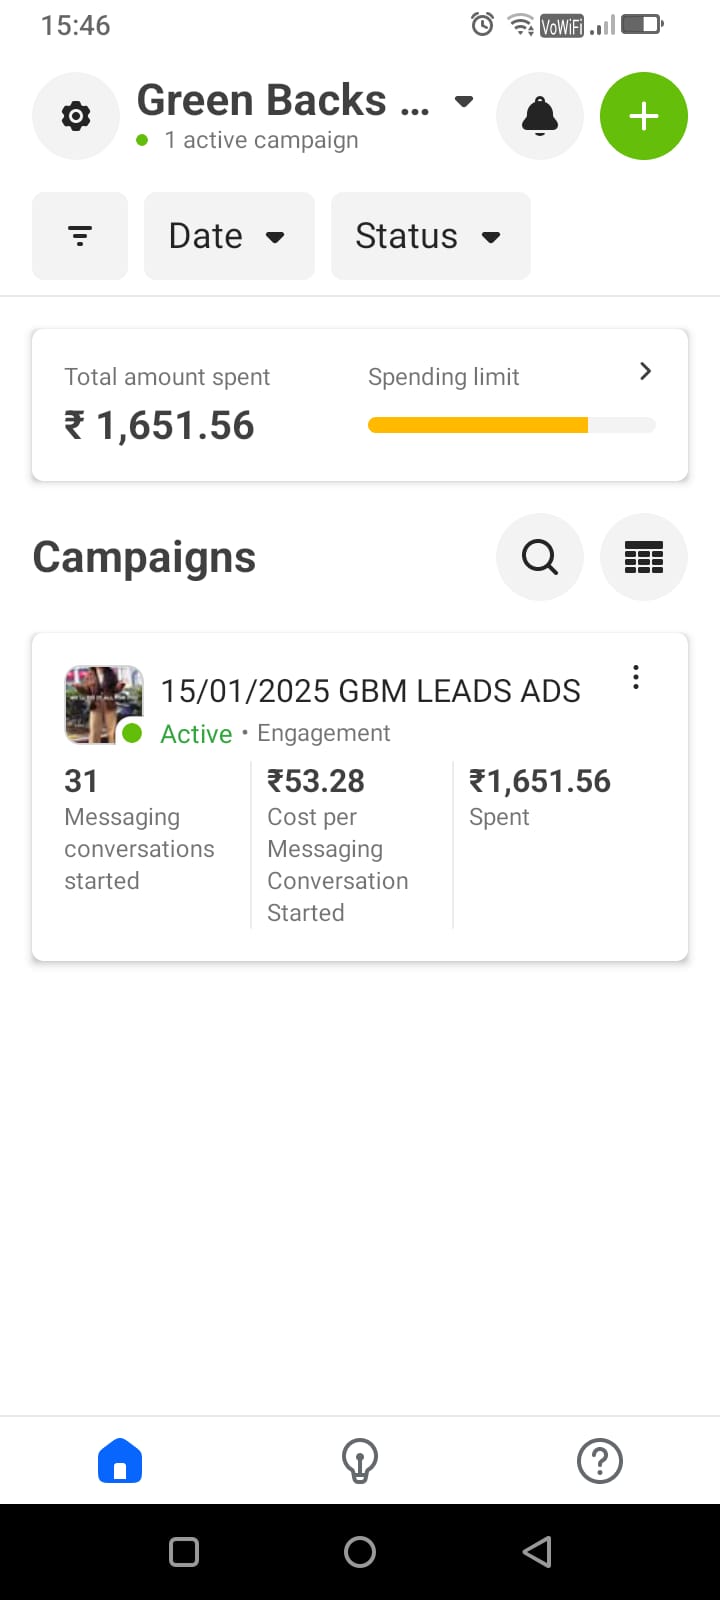 15:46
VoWiFi
Green Backs ...
1 active campaign
Date
Status
Total amount spent
Spending limit
₹ 1,651.56
Campaigns
15/01/2025 GBM LEADS ADS
Active • Engagement
31
Messaging
conversations
started
₹53.28
Cost per
Messaging
Conversation
Started
₹1,651.56
Spent